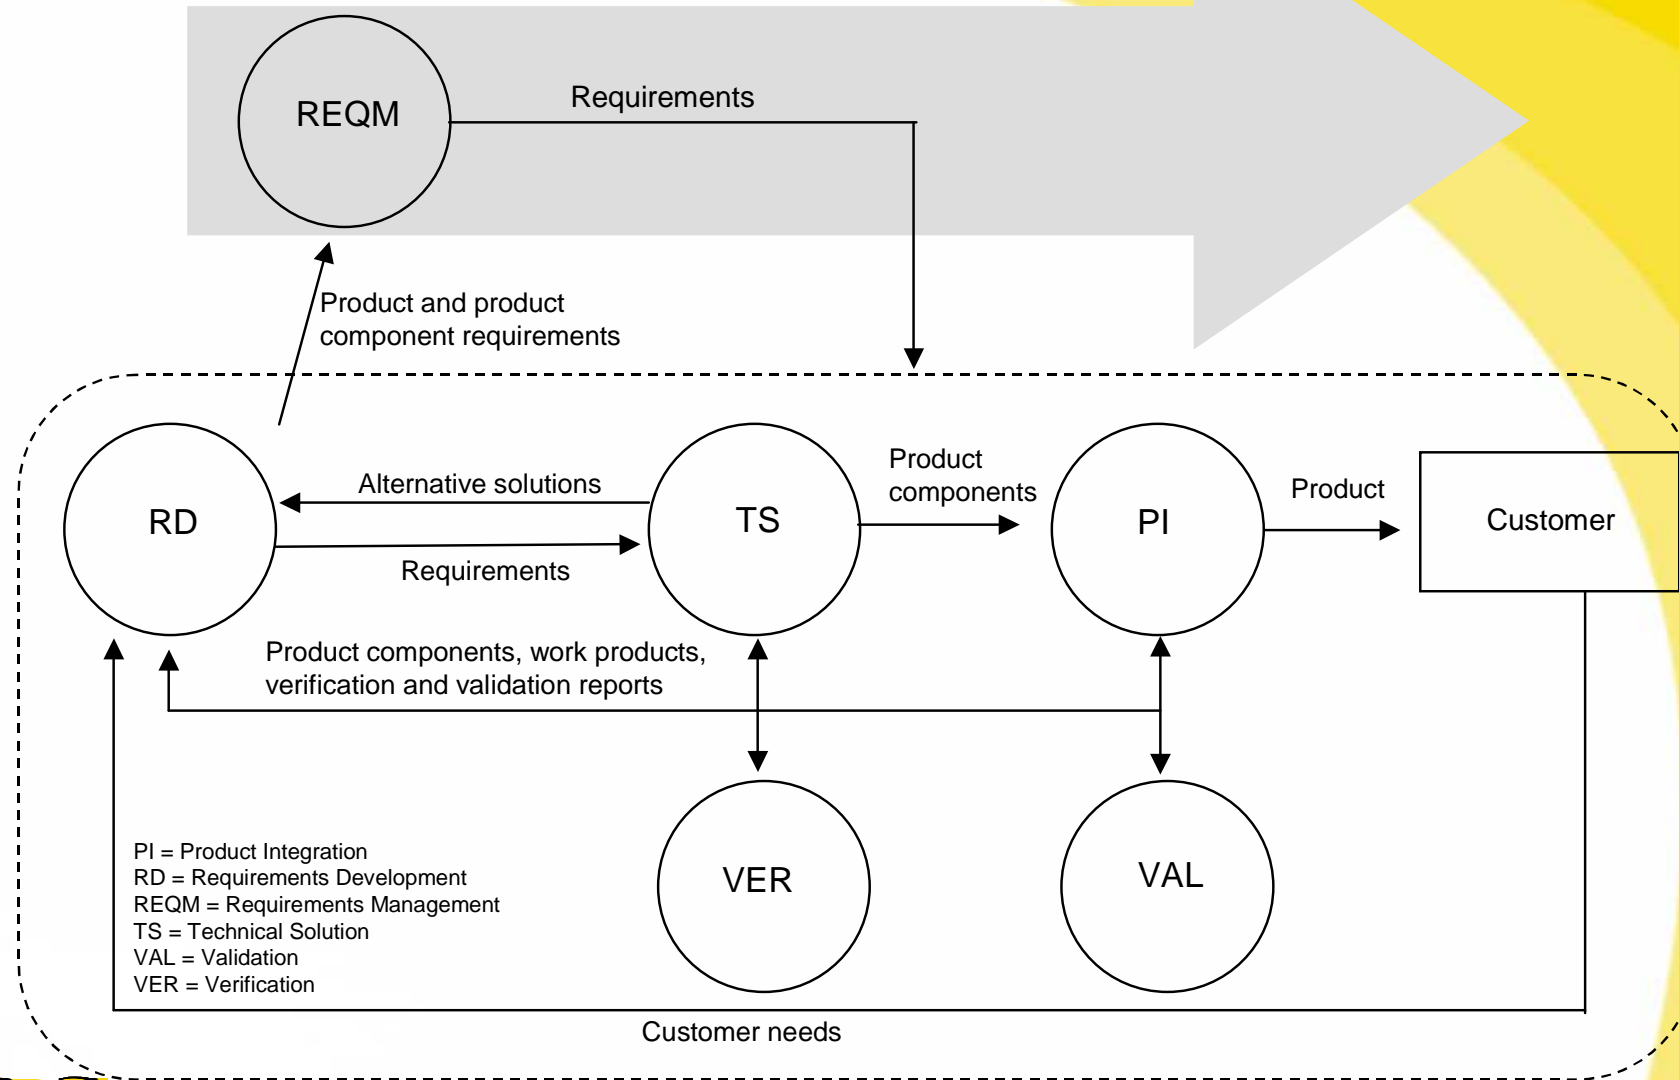 REQM
Requirements
Product and product
component requirements
RD
Alternative solutions
Requirements
TS
Product
components
PI
Product
Customer
Product components, work products,
verification and validation reports
VER
VAL
PI = Product Integration
RD = Requirements Development
REQM = Requirements Management
TS = Technical Solution
VAL = Validation
VER = Verification
Customer needs